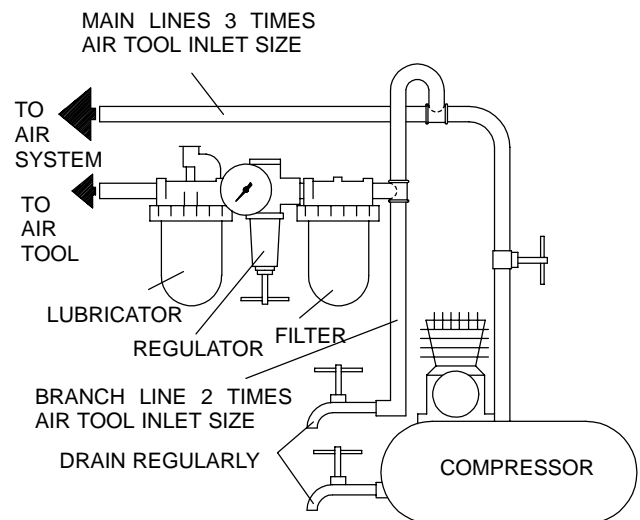 MAIN LINES 3 TIMES
AIR TOOL INLET SIZE
TO
AIR
SYSTEM
TO
AIR
TOOL
LUBRICATOR
REGULATOR
FILTER
BRANCH LINE 2 TIMES
AIR TOOL INLET SIZE
DRAIN REGULARLY
COMPRESSOR